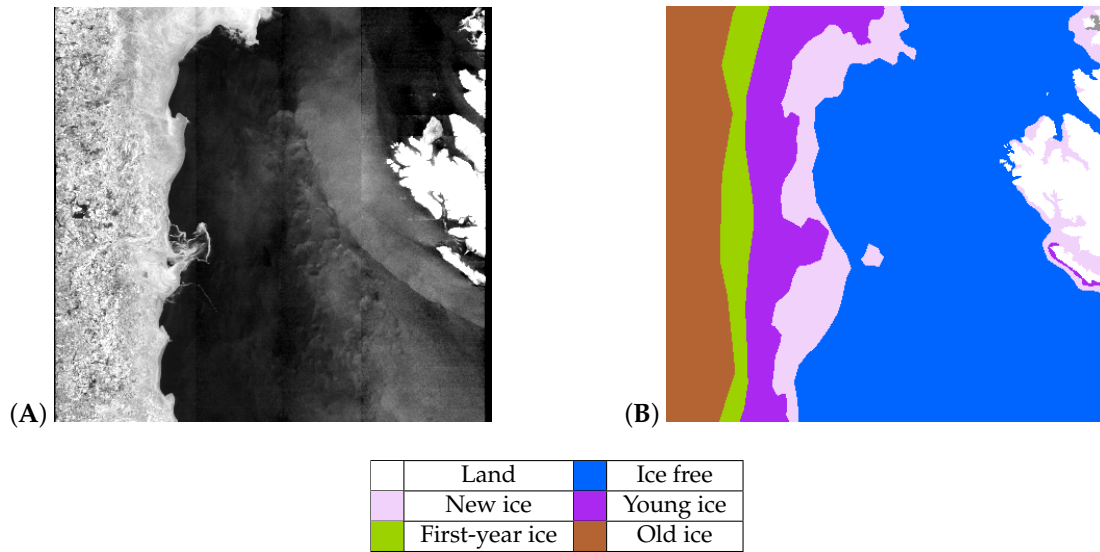 (A)
(B)
Land Ice free
New ice Young ice
First-year ice Old ice